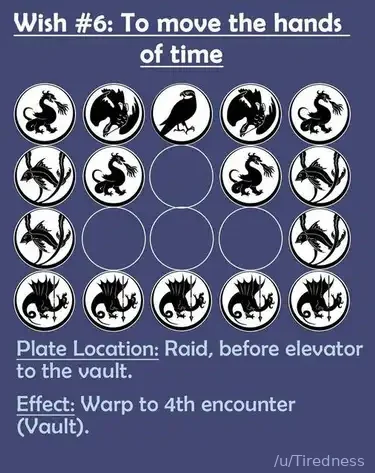 Wish #6: To move the hands
of time
Plate Location: Raid, before elevator
to the vault.
Effect: Warp to 4th encounter
(Vault).
/u/Tiredness